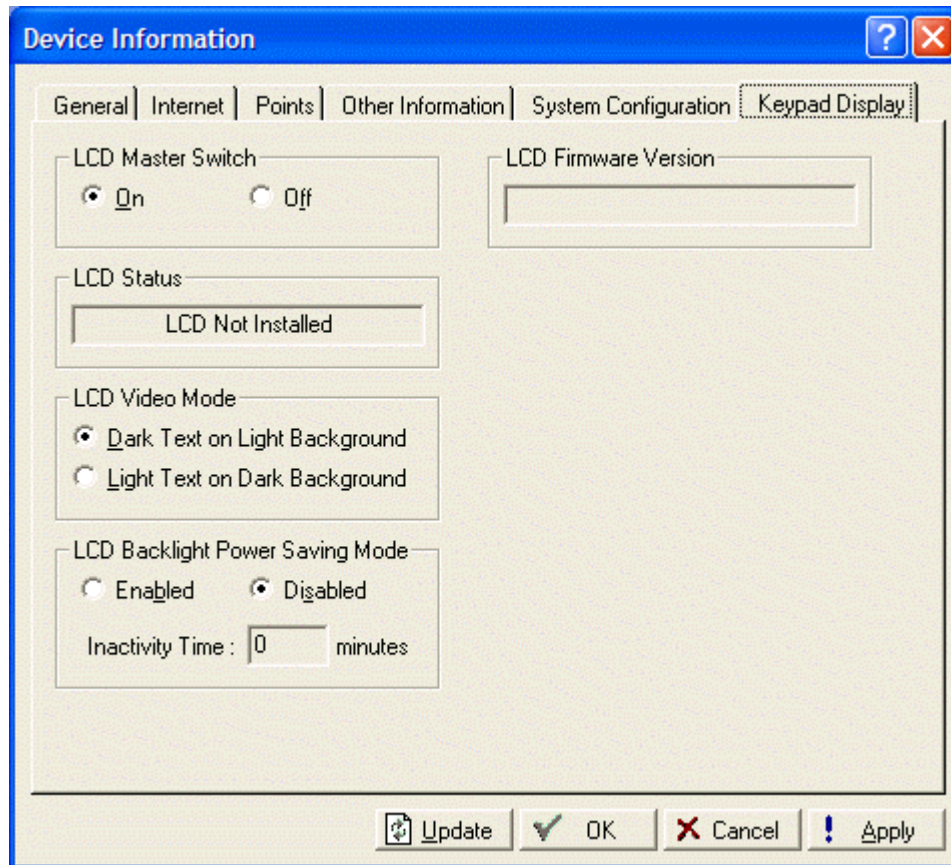 Device Information
General Internet Points Other Information System Configuration Keypad Display
LCD Master Switch
On Off
LCD Firmware Version
LCD Status
LCD Not Installed
LCD Video Mode
Dark Text on Light Background
Light Text on Dark Background
LCD Backlight Power Saving Mode
Enabled Disabled
Inactivity Time : 0 minutes
Update OK Cancel Apply